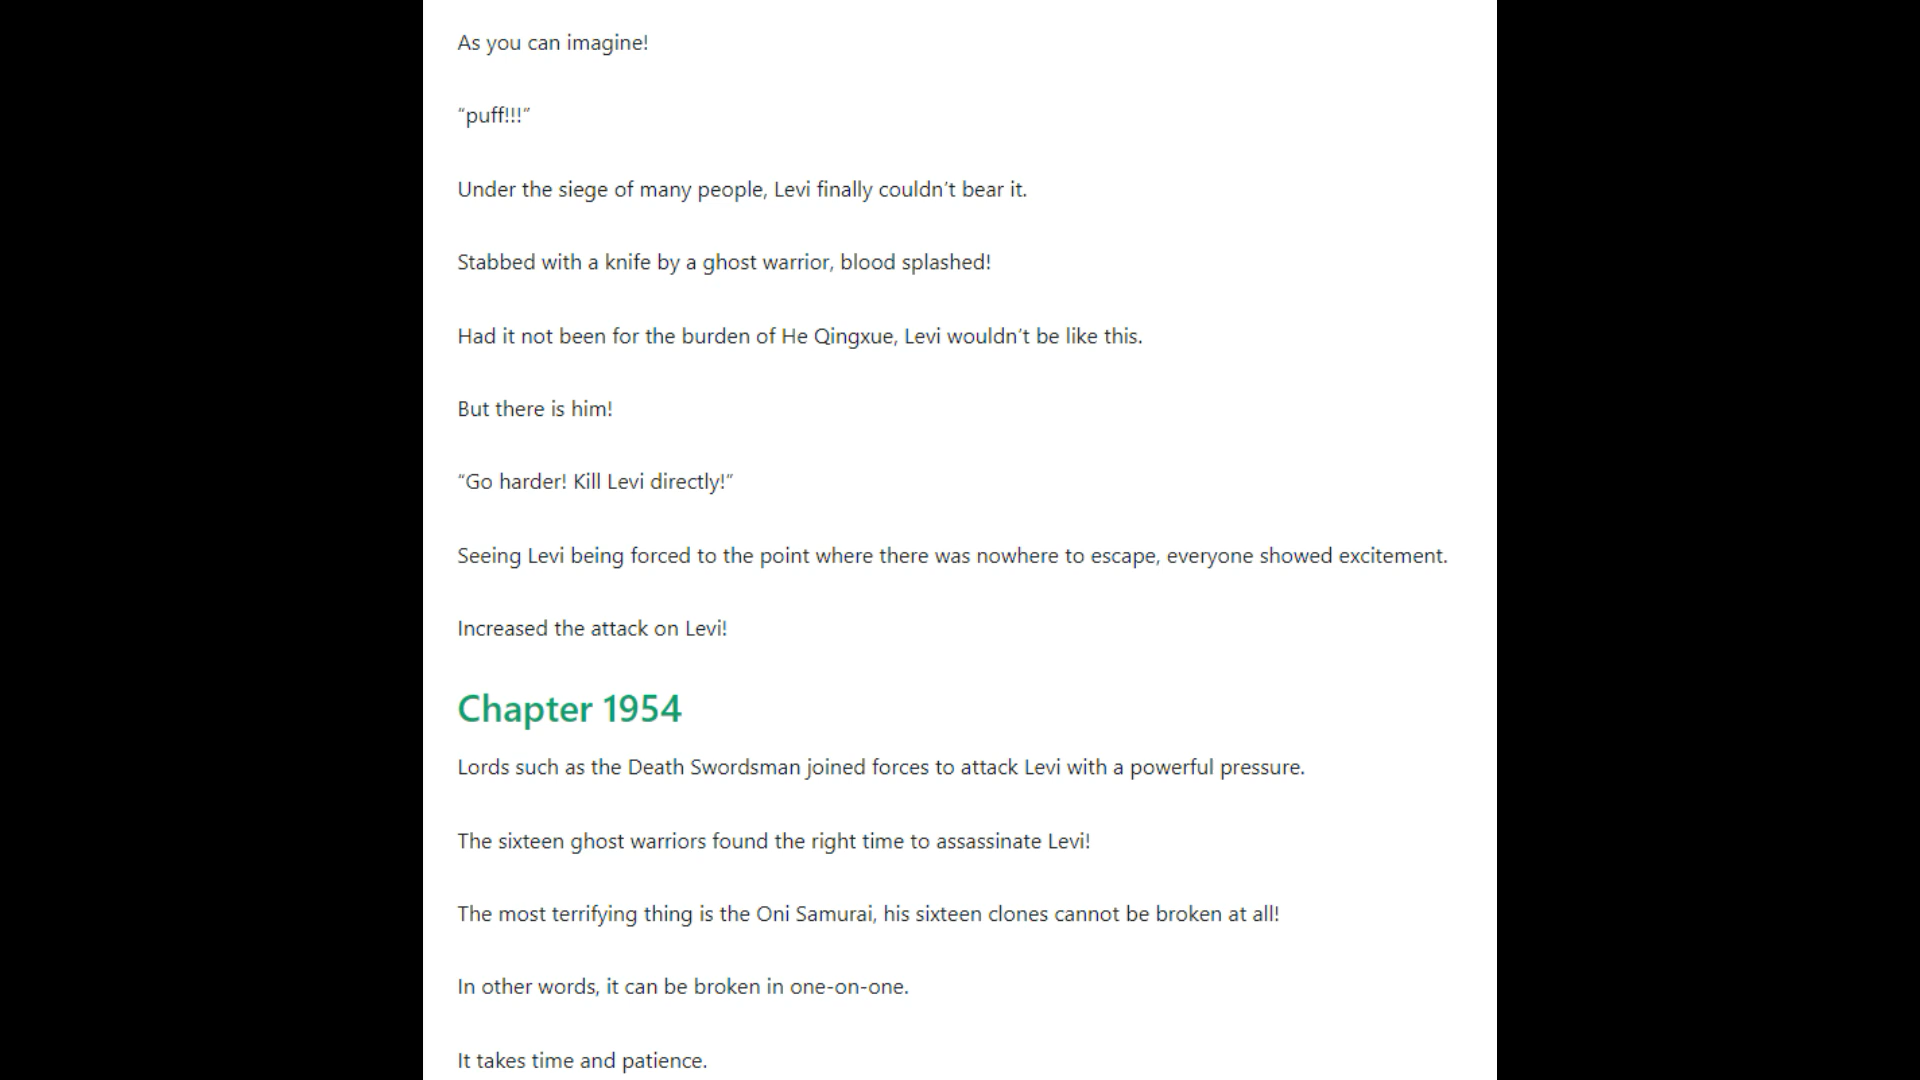 As you can imagine!
“puff!!!”
Under the siege of many people, Levi finally couldn’t bear it.
Stabbed with a knife by a ghost warrior, blood splashed!
Had it not been for the burden of He Qingxue, Levi wouldn’t be like this.
But there is him!
“Go harder! Kill Levi directly!”
Seeing Levi being forced to the point where there was nowhere to escape, everyone showed excitement.
Increased the attack on Levi!
Chapter 1954
Lords such as the Death Swordsman joined forces to attack Levi with a powerful pressure.
The sixteen ghost warriors found the right time to assassinate Levi!
The most terrifying thing is the Oni Samurai, his sixteen clones cannot be broken at all!
In other words, it can be broken in one-on-one.
It takes time and patience.